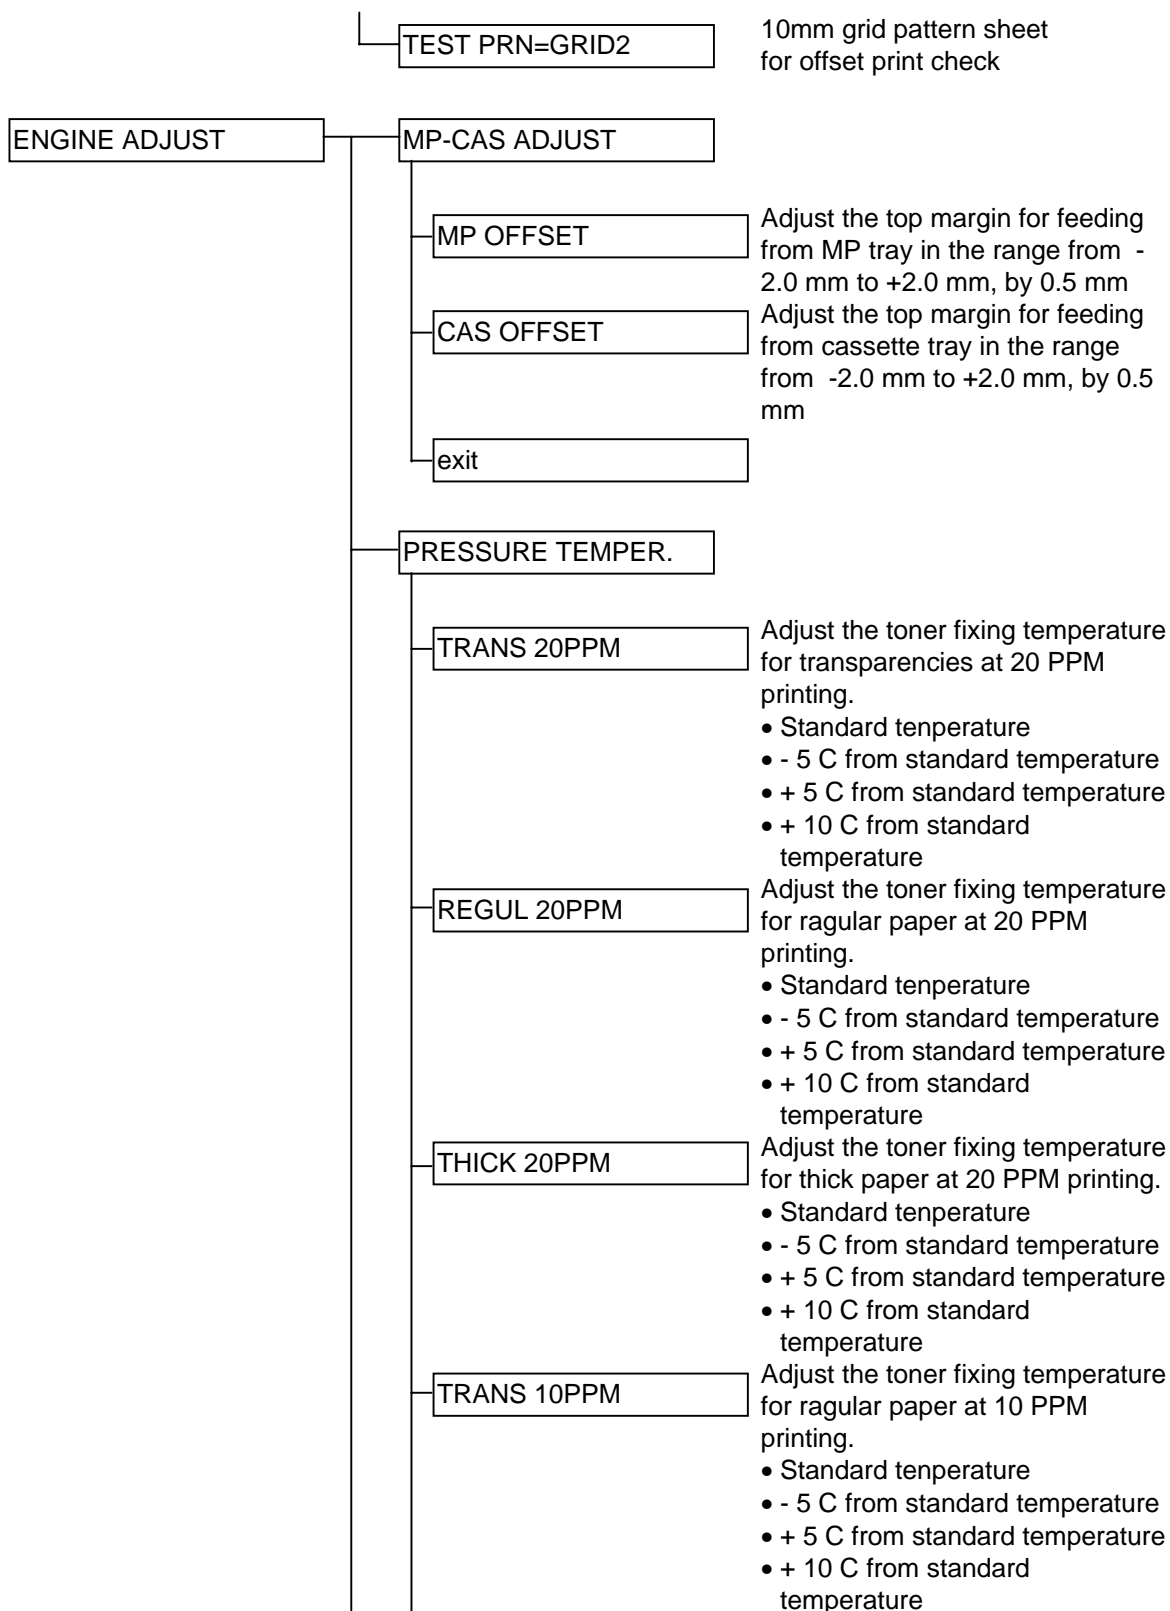 TEST PRN=GRID2
10mm grid pattern sheet
for offset print check
ENGINE ADJUST
MP-CAS ADJUST
MP OFFSET
Adjust the top margin for feeding
from MP tray in the range from  -
2.0 mm to +2.0 mm, by 0.5 mm
CAS OFFSET
Adjust the top margin for feeding
from cassette tray in the range
from  -2.0 mm to +2.0 mm, by 0.5
mm
exit
PRESSURE TEMPER.
TRANS 20PPM
Adjust the toner fixing temperature
for transparencies at 20 PPM
printing.
• Standard tenperature
• - 5 C from standard temperature
• + 5 C from standard temperature
• + 10 C from standard
temperature
REGUL 20PPM
Adjust the toner fixing temperature
for ragular paper at 20 PPM
printing.
• Standard tenperature
• - 5 C from standard temperature
• + 5 C from standard temperature
• + 10 C from standard
temperature
THICK 20PPM
Adjust the toner fixing temperature
for thick paper at 20 PPM printing.
• Standard tenperature
• - 5 C from standard temperature
• + 5 C from standard temperature
• + 10 C from standard
temperature
TRANS 10PPM
Adjust the toner fixing temperature
for ragular paper at 10 PPM
printing.
• Standard tenperature
• - 5 C from standard temperature
• + 5 C from standard temperature
• + 10 C from standard
temperature